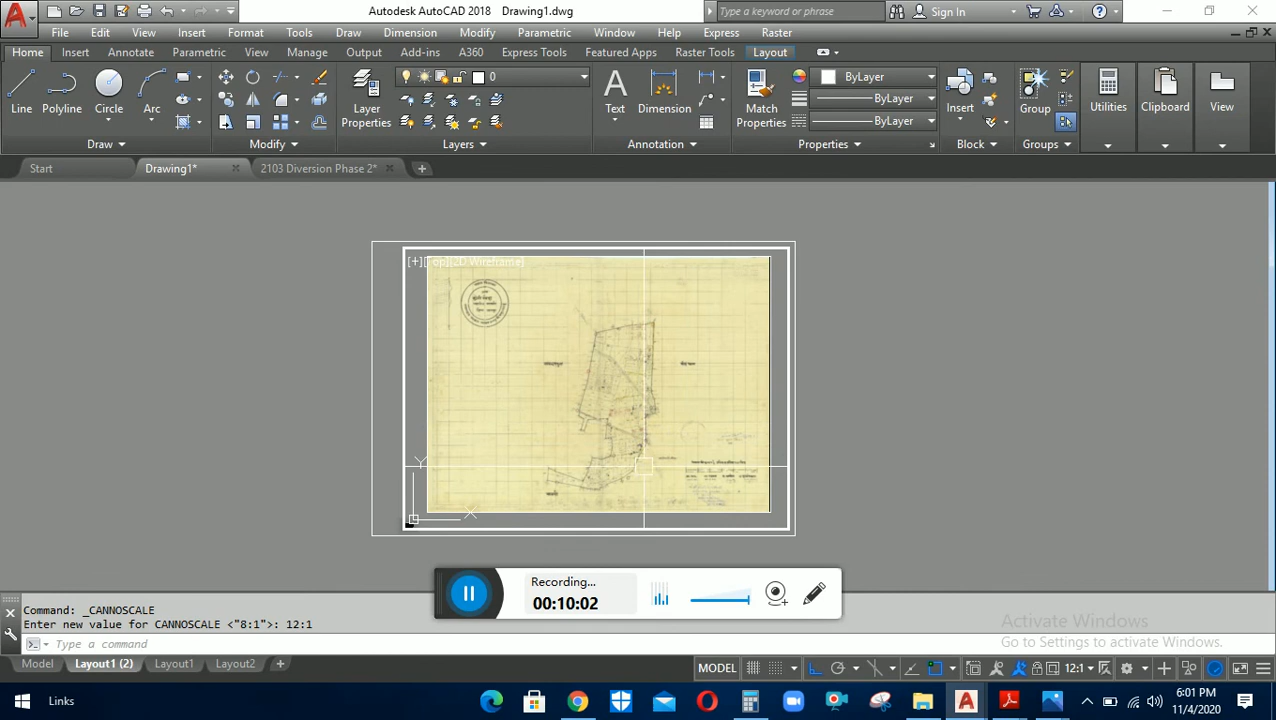 Autodesk AutoCAD 2018 Drawing1.dwg
Type a keyword or phrase
Sign In
File Edit View Insert Format Tools Draw Dimension Modify Parametric Window Help Express Raster
Home Insert Annotate Parametric View Manage Output Add-ins A360 Express Tools Featured Apps Raster Tools Layout
0
ByLayer
ByLayer
ByLayer
Line Polyline Circle Arc
Layer Properties
Text Dimension
Match Properties
Insert
Group
Utilities
Clipboard
View
Draw Modify Layers Annotation Properties Block Groups
Start
Drawing1*
2103 Diversion Phase 2*
Y
X
Recording...
00:10:02
Command: _CANNOSCALE
Enter new value for CANNOSCALE <"8:1">: 12:1
Type a command
Activate Windows
Go to Settings to activate Windows.
Model Layout1 (2) Layout1 Layout2
MODEL
12:1
Links
6:01 PM
11/4/2020